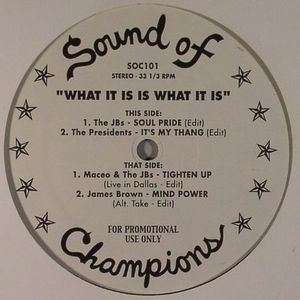 Sound of
Champions
SOC101
STEREO - 33 1/3 RPM
"WHAT IT IS IS WHAT IT IS"
THIS SIDE:
1. The JBs - SOUL PRIDE (Edit)
2. The Presidents - IT'S MY THANG (Edit)
THAT SIDE:
1. Maceo & The JBs - TIGHTEN UP
(Live in Dallas - Edit)
2. James Brown - MIND POWER
(Alt. Take - Edit)
FOR PROMOTIONAL
USE ONLY